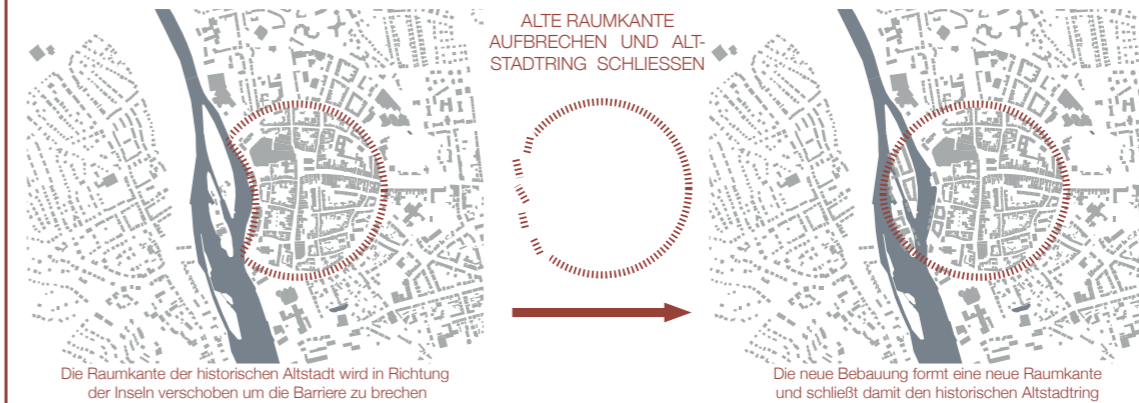 ALTE RAUMKANTE
AUFBRECHEN UND ALT-
STADTRING SCHLIESSEN
Die Raumkante der historischen Altstadt wird in Richtung
der Inseln verschoben um die Barriere zu brechen
Die neue Bebauung formt eine neue Raumkante
und schließt damit den historischen Altstadtring